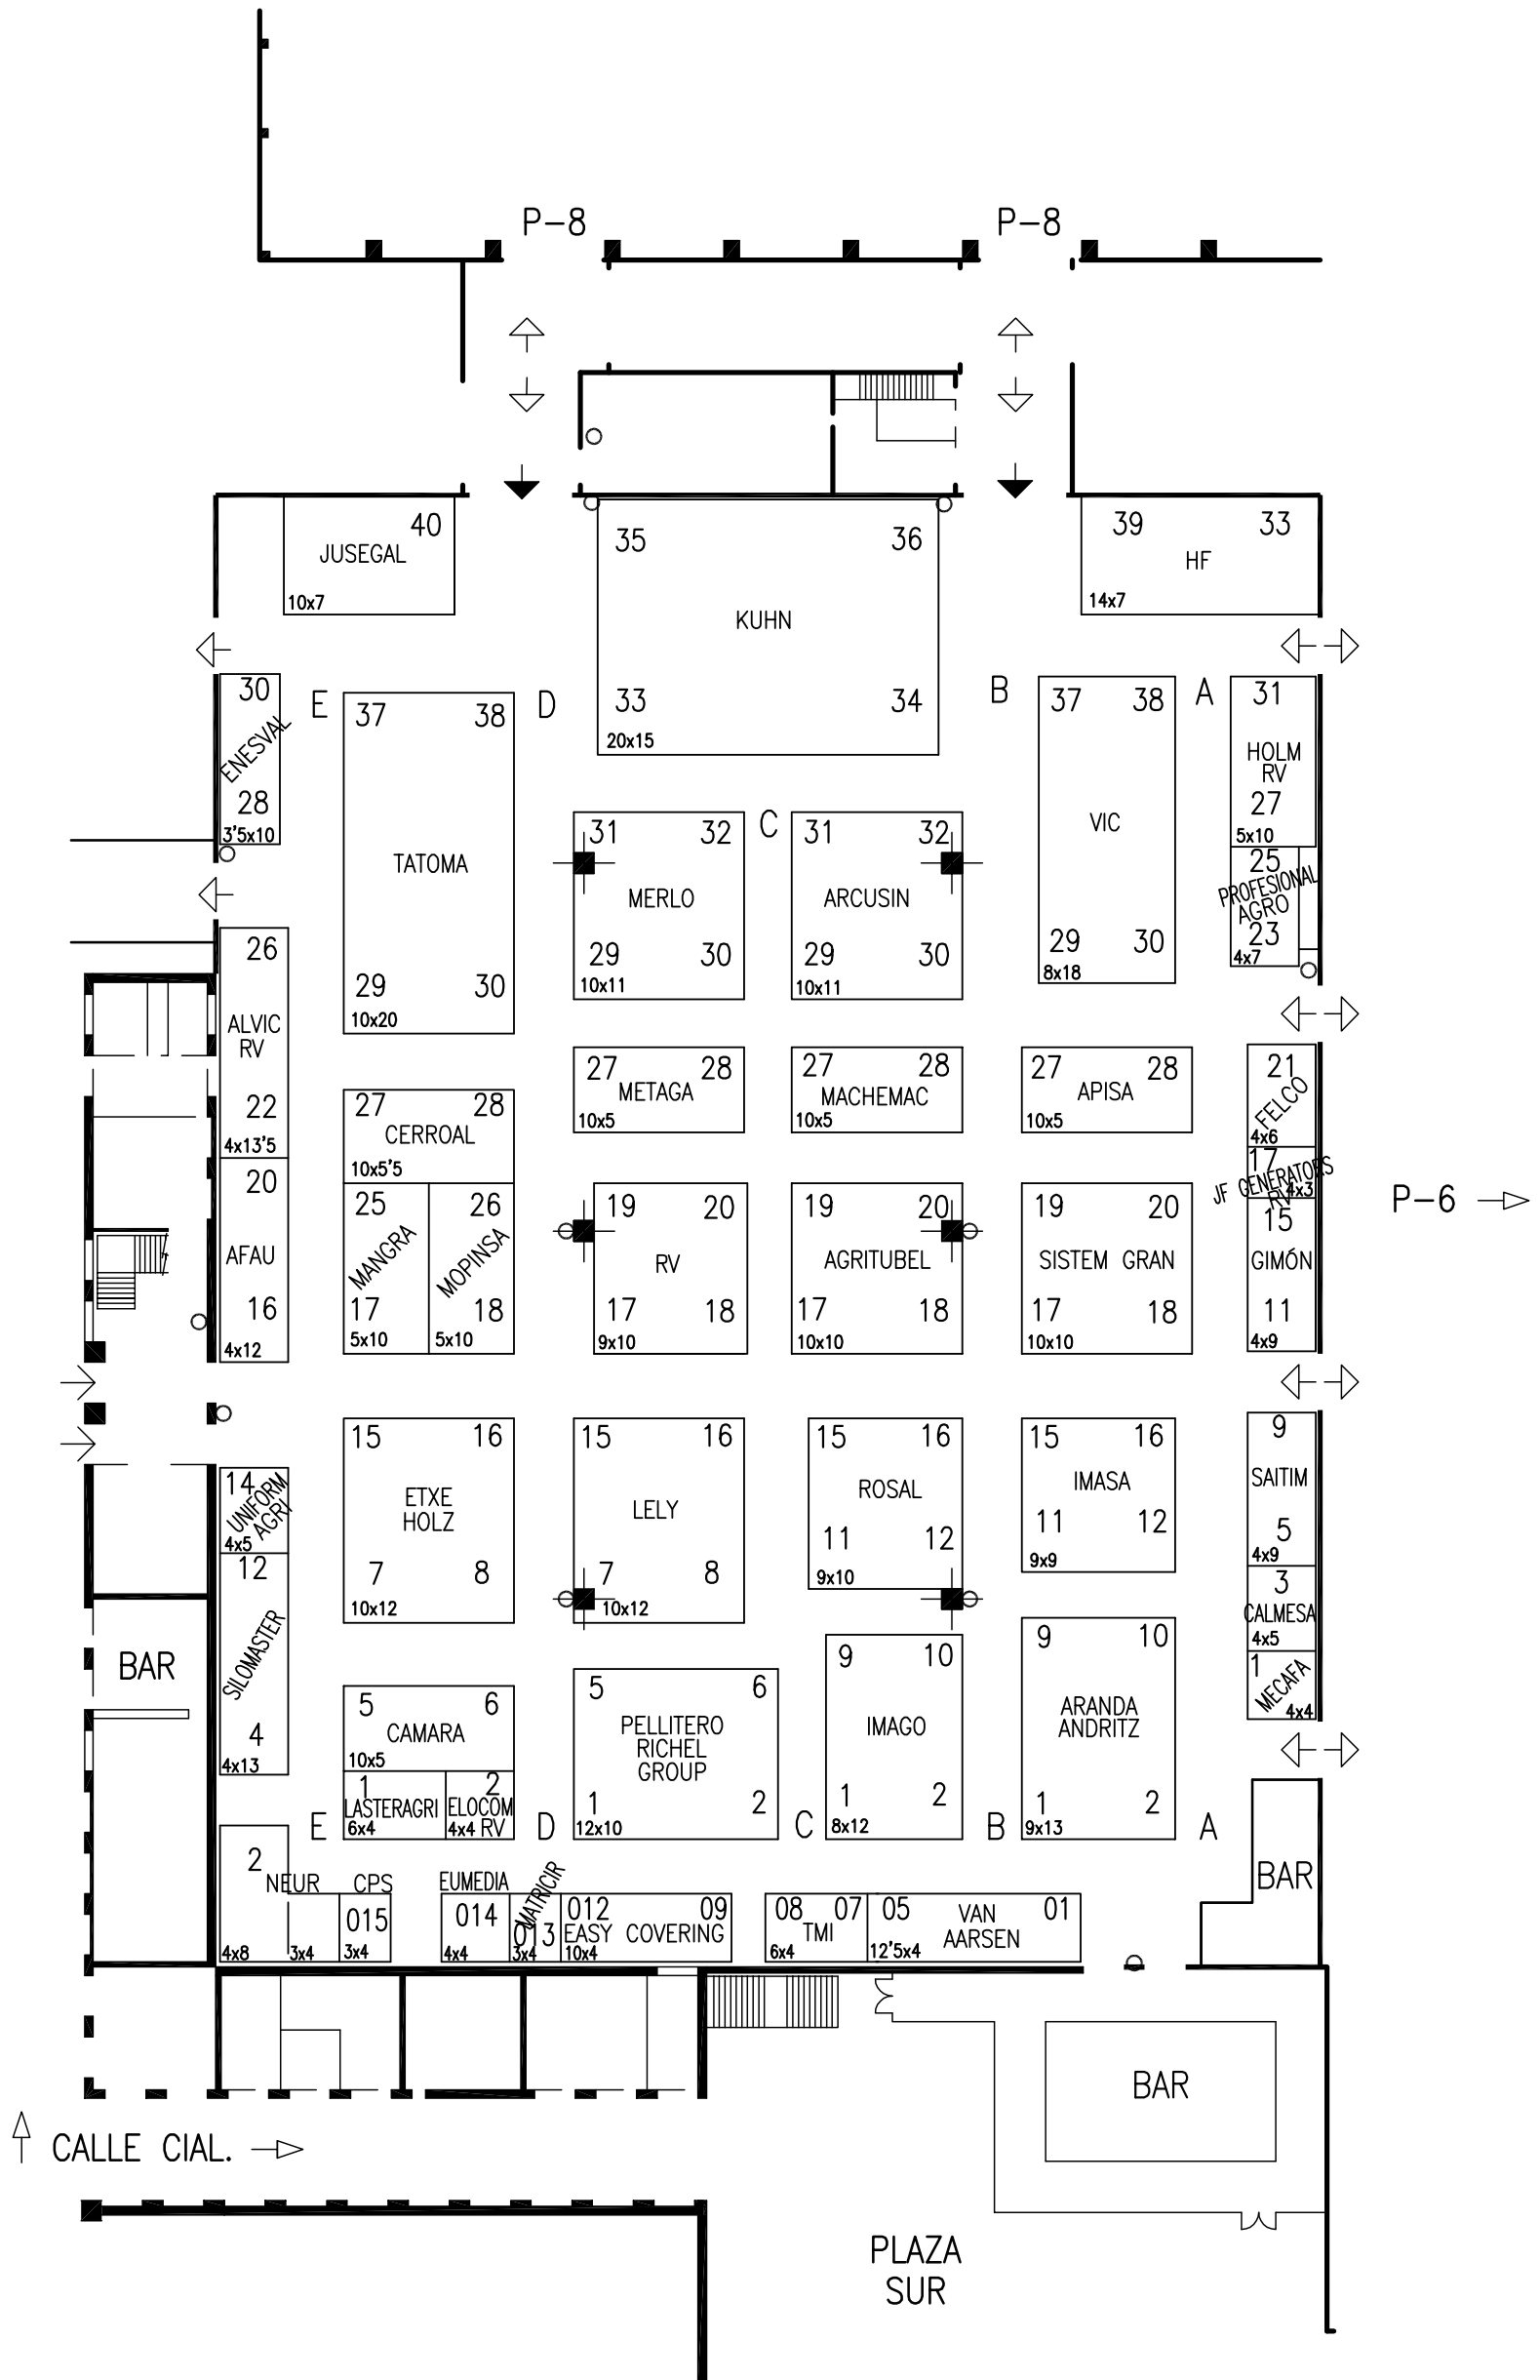 P-8 P-8
40
JUSEGAL
10x7
35 36
KUHN
33 34
20x15
39 33
HF
14x7
30
ENESVAL
28
3'5x10
E
37 38
TATOMA
29 30
10x20
D
B
37 38
VIC
29 30
8x18
A
31
HOLM
RV
27
5x10
25
PROFESIONAL
AGRO
23
4x7
31 32
MERLO
29 30
10x11
C
31 32
ARCUSIN
29 30
10x11
26
ALVIC
RV
22
4x13'5
27 28
METAGA
10x5
27 28
MACHEMAC
10x5
27 28
APISA
10x5
21
FELCO
4x6
27 28
CERROAL
10x5'5
17
JF GENERATORS
RV
4x3
20
AFAU
16
4x12
25
MANGRA
17
5x10
26
MOPINSA
18
5x10
19 20
RV
17 18
9x10
19 20
AGRITUBEL
17 18
10x10
19 20
SISTEM GRAN
17 18
10x10
15
GIMÓN
11
4x9
P-6
14
UNIFORM
AGRI
4x5
15 16
ETXE
HOLZ
7 8
10x12
15 16
LELY
7 8
10x12
15 16
ROSAL
11 12
9x10
15 16
IMASA
11 12
9x9
9
SAITIM
5
4x9
12
SILOMASTER
4
4x13
3
CALMESA
4x5
1
MECAFA
4x4
BAR
5 6
CAMARA
10x5
1
LASTERAGRI
6x4
2
ELOCOM
4x4 RV
5 6
PELLITERO
RICHEL
GROUP
1 2
12x10
9 10
IMAGO
1 2
8x12
9 10
ARANDA
ANDRITZ
1 2
9x13
E D C B A
2
NEUR
4x8 3x4
CPS
015
3x4
EUMEDIA
014
4x4
MATRICIR
013
3x4
012 09
EASY COVERING
10x4
08 07
TMI
6x4
05 01
VAN
AARSEN
12'5x4
BAR
BAR
CALLE CIAL.
PLAZA
SUR